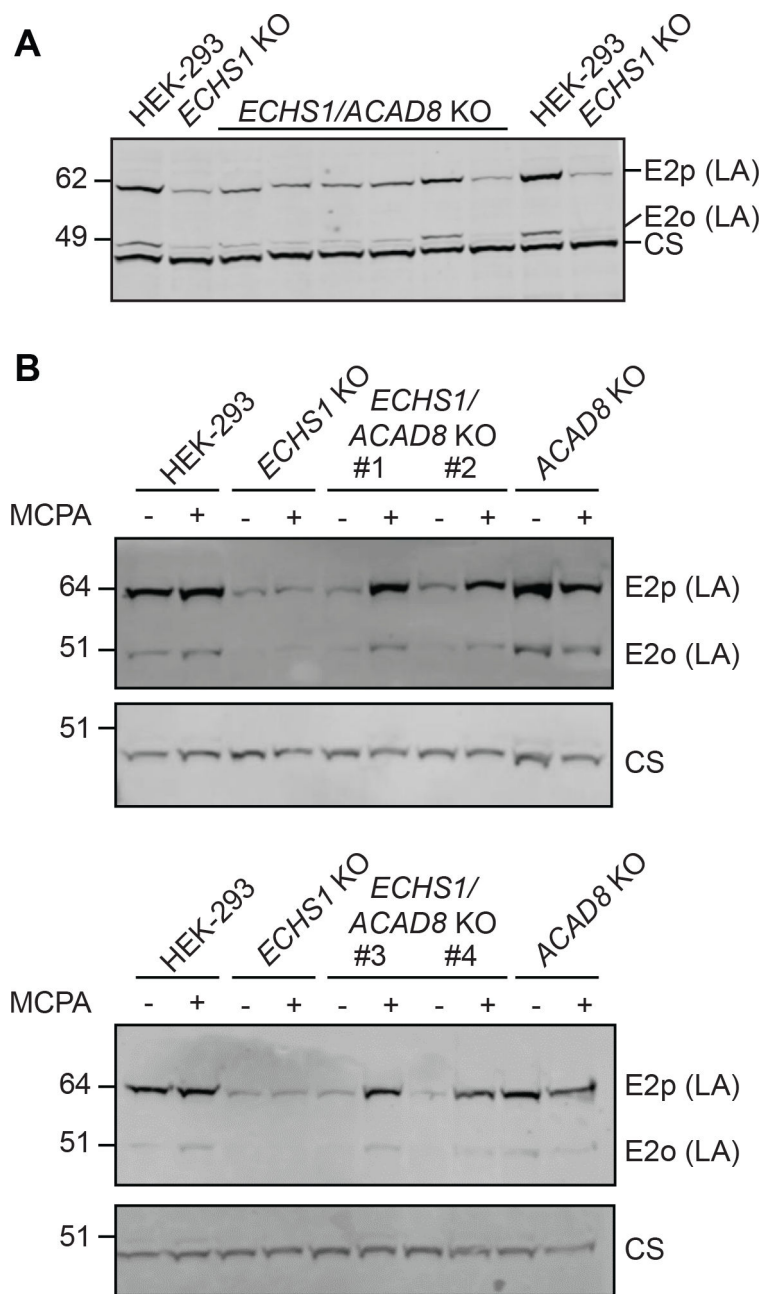 A
HEK-293
ECHS1 KO
ECHS1/ACAD8 KO
HEK-293
ECHS1 KO
62
49
E2p (LA)
E2o (LA)
CS
B
HEK-293
ECHS1 KO
ECHS1/
ACAD8 KO
#1 #2
ACAD8 KO
MCPA - + - + - + - + - +
64
51
E2p (LA)
E2o (LA)
51
CS
HEK-293
ECHS1 KO
ECHS1/
ACAD8 KO
#3 #4
ACAD8 KO
MCPA - + - + - + - + - +
64
51
E2p (LA)
E2o (LA)
51
CS